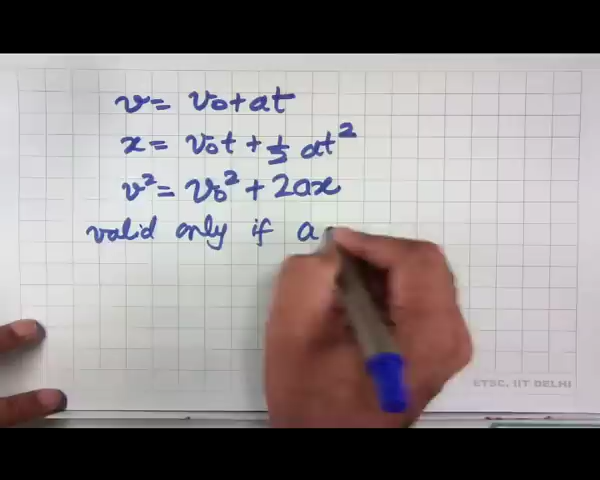 v = v₀ + at
x = v₀t + ½ at²
v² = v₀² + 2ax
valid only if a
ETSC, IIT DELHI